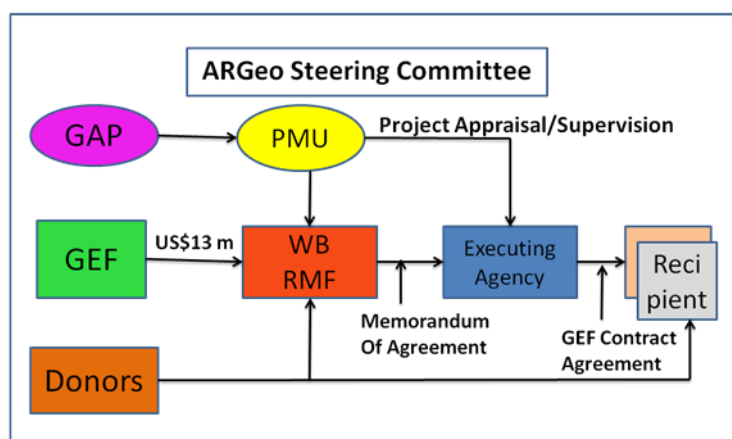 ARGeo Steering Committee
GAP
PMU
Project Appraisal/Supervision
GEF
US$13 m
WB
RMF
Executing
Agency
Reci
pient
Memorandum
Of Agreement
GEF Contract
Agreement
Donors